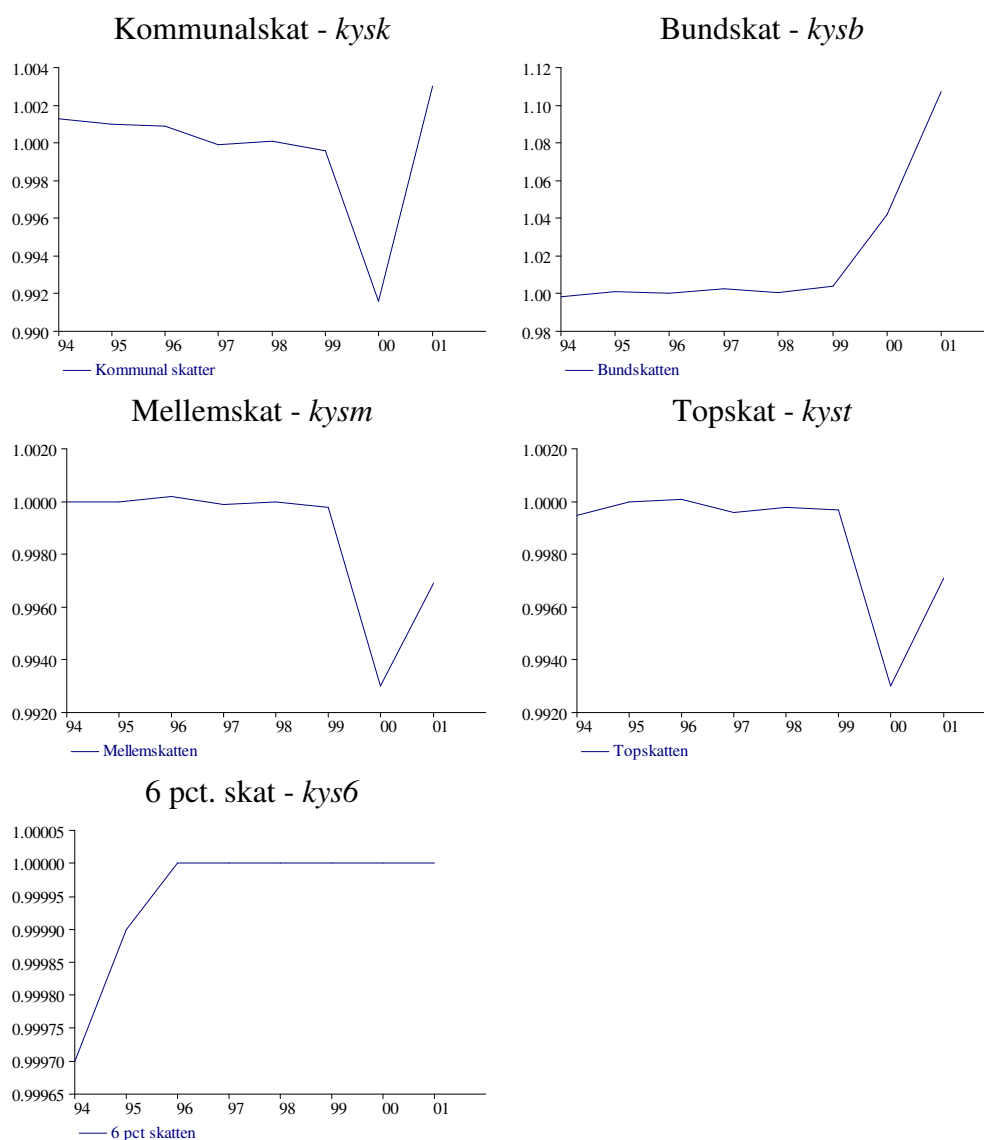 Kommunalskat - kysk
1.004
1.002
1.000
0.998
0.996
0.994
0.992
0.990
94 95 96 97 98 99 00 01
Kommunal skatter
Bundskat - kysb
1.12
1.10
1.08
1.06
1.04
1.02
1.00
0.98
94 95 96 97 98 99 00 01
Bundskatten
Mellemskat - kysm
1.0020
1.0000
0.9980
0.9960
0.9940
0.9920
94 95 96 97 98 99 00 01
Mellemskatten
Topskat - kyst
1.0020
1.0000
0.9980
0.9960
0.9940
0.9920
94 95 96 97 98 99 00 01
Topskatten
6 pct. skat - kys6
1.00005
1.00000
0.99995
0.99990
0.99985
0.99980
0.99975
0.99970
0.99965
94 95 96 97 98 99 00 01
6 pct skatten